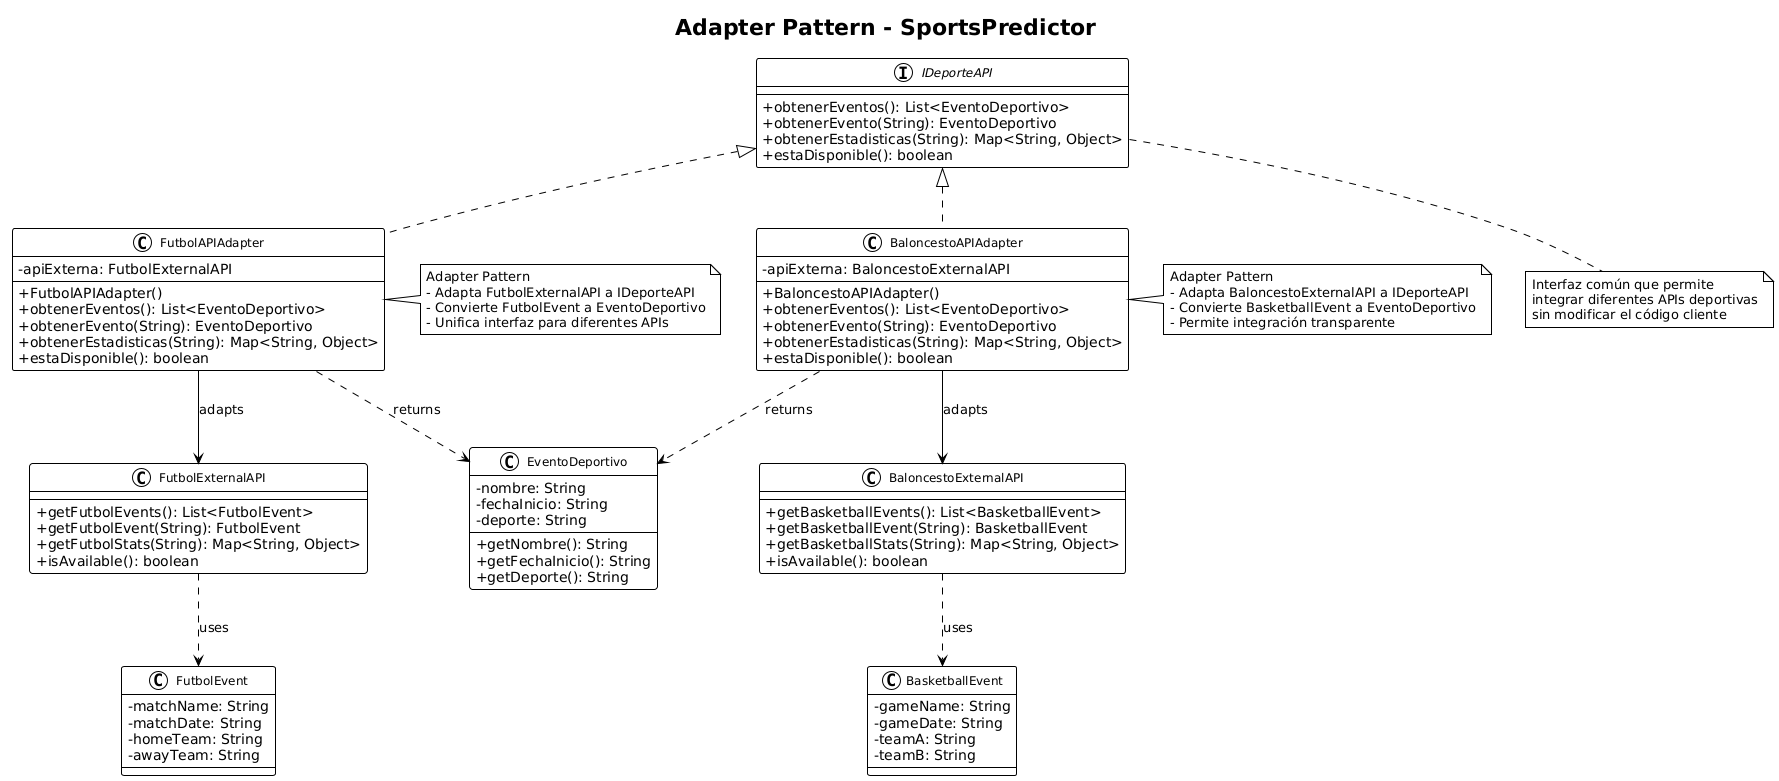 Adapter Pattern - SportsPredictor
I IDeporteAPI
+obtenerEventos(): List<EventoDeportivo>
+obtenerEvento(String): EventoDeportivo
+obtenerEstadisticas(String): Map<String, Object>
+estaDisponible(): boolean
C FutbolAPIAdapter
-apiExterna: FutbolExternalAPI
+FutbolAPIAdapter()
+obtenerEventos(): List<EventoDeportivo>
+obtenerEvento(String): EventoDeportivo
+obtenerEstadisticas(String): Map<String, Object>
+estaDisponible(): boolean
Adapter Pattern
- Adapta FutbolExternalAPI a IDeporteAPI
- Convierte FutbolEvent a EventoDeportivo
- Unifica interfaz para diferentes APIs
C BaloncestoAPIAdapter
-apiExterna: BaloncestoExternalAPI
+BaloncestoAPIAdapter()
+obtenerEventos(): List<EventoDeportivo>
+obtenerEvento(String): EventoDeportivo
+obtenerEstadisticas(String): Map<String, Object>
+estaDisponible(): boolean
Adapter Pattern
- Adapta BaloncestoExternalAPI a IDeporteAPI
- Convierte BasketballEvent a EventoDeportivo
- Permite integración transparente
Interfaz común que permite
integrar diferentes APIs deportivas
sin modificar el código cliente
adapts
returns
returns
adapts
C FutbolExternalAPI
+getFutbolEvents(): List<FutbolEvent>
+getFutbolEvent(String): FutbolEvent
+getFutbolStats(String): Map<String, Object>
+isAvailable(): boolean
C EventoDeportivo
-nombre: String
-fechaInicio: String
-deporte: String
+getNombre(): String
+getFechaInicio(): String
+getDeporte(): String
C BaloncestoExternalAPI
+getBasketballEvents(): List<BasketballEvent>
+getBasketballEvent(String): BasketballEvent
+getBasketballStats(String): Map<String, Object>
+isAvailable(): boolean
uses
uses
C FutbolEvent
-matchName: String
-matchDate: String
-homeTeam: String
-awayTeam: String
C BasketballEvent
-gameName: String
-gameDate: String
-teamA: String
-teamB: String